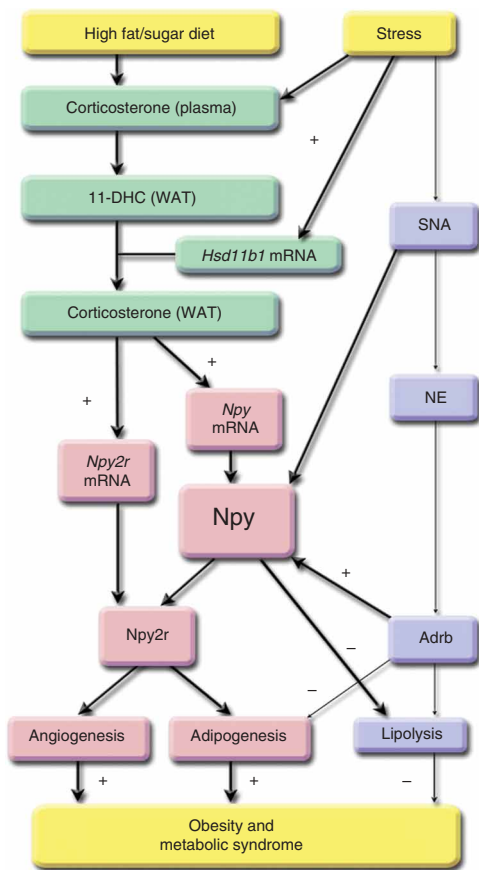 High fat/sugar diet
Stress
Corticosterone (plasma)
+
11-DHC (WAT)
SNA
Hsd11b1 mRNA
Corticosterone (WAT)
+
+
NE
Npy
mRNA
Npy2r
mRNA
Npy
+
Npy2r
Adrb
–
–
Angiogenesis
Adipogenesis
Lipolysis
+
+
–
Obesity and
metabolic syndrome